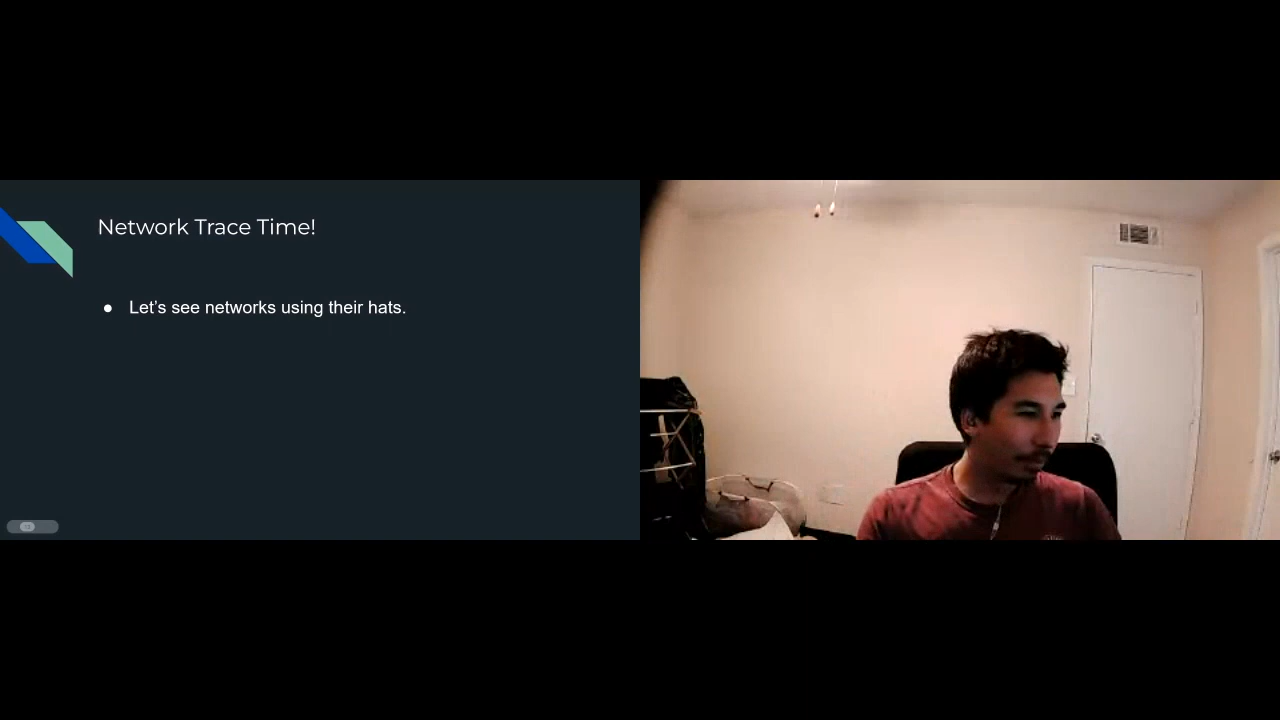 Network Trace Time!
● Let's see networks using their hats.